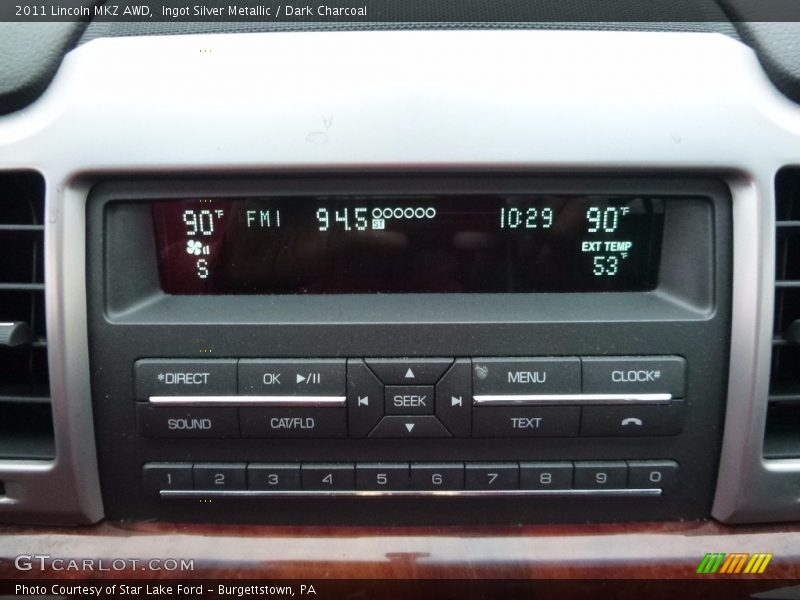 2011 Lincoln MKZ AWD, Ingot Silver Metallic / Dark Charcoal
90°F FM1 94.5 ST 10:29 90°F
EXT TEMP
S 53°F
*DIRECT OK ►/II ▲ MENU CLOCK#
SEEK
SOUND CAT/FLD ▼ TEXT
1 2 3 4 5 6 7 8 9 0
GTCARLOT.COM
Photo Courtesy of Star Lake Ford - Burgettstown, PA